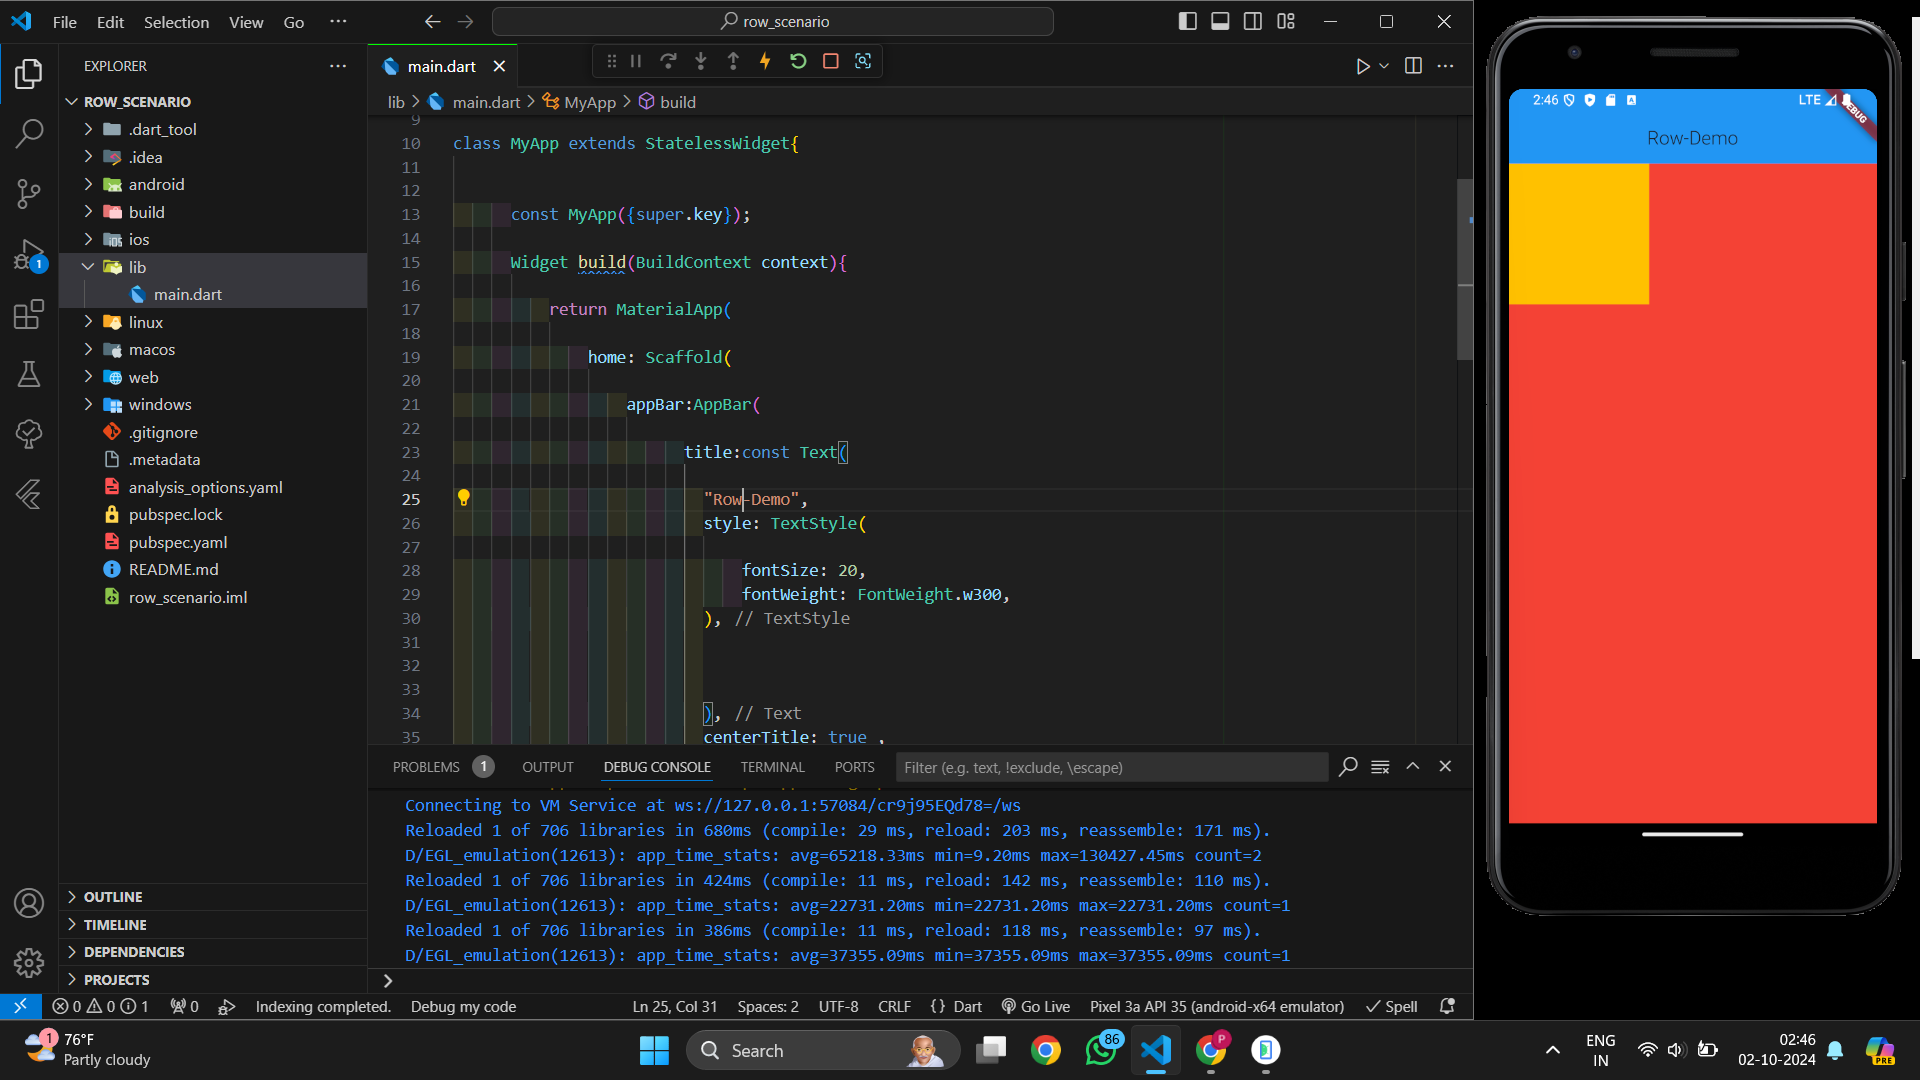 File Edit Selection View Go ···
row_scenario
EXPLORER
ROW_SCENARIO
.dart_tool
.idea
android
build
ios
lib
main.dart
linux
macos
web
windows
.gitignore
.metadata
analysis_options.yaml
pubspec.lock
pubspec.yaml
README.md
row_scenario.iml
OUTLINE
TIMELINE
DEPENDENCIES
PROJECTS
main.dart
lib > main.dart > MyApp > build
9
10 class MyApp extends StatelessWidget{
11
12
13 const MyApp({super.key});
14
15 Widget build(BuildContext context){
16
17 return MaterialApp(
18
19 home: Scaffold(
20
21 appBar:AppBar(
22
23 title:const Text(
24
25 "Row-Demo",
26 style: TextStyle(
27
28 fontSize: 20,
29 fontWeight: FontWeight.w300,
30 ), // TextStyle
31
32
33
34 ), // Text
35 centerTitle: true ,
PROBLEMS 1 OUTPUT DEBUG CONSOLE TERMINAL PORTS Filter (e.g. text, !exclude, \escape)
Connecting to VM Service at ws://127.0.0.1:57084/cr9j95EQd78=/ws
Reloaded 1 of 706 libraries in 680ms (compile: 29 ms, reload: 203 ms, reassemble: 171 ms).
D/EGL_emulation(12613): app_time_stats: avg=65218.33ms min=9.20ms max=130427.45ms count=2
Reloaded 1 of 706 libraries in 424ms (compile: 11 ms, reload: 142 ms, reassemble: 110 ms).
D/EGL_emulation(12613): app_time_stats: avg=22731.20ms min=22731.20ms max=22731.20ms count=1
Reloaded 1 of 706 libraries in 386ms (compile: 11 ms, reload: 118 ms, reassemble: 97 ms).
D/EGL_emulation(12613): app_time_stats: avg=37355.09ms min=37355.09ms max=37355.09ms count=1
>
1
0 0 1 0 Indexing completed. Debug my code Ln 25, Col 31 Spaces: 2 UTF-8 CRLF {} Dart Go Live Pixel 3a API 35 (android-x64 emulator) Spell
2:46 LTE
DEBUG
Row-Demo
1 76°F
Partly cloudy
Search
86
P
ENG
IN
02:46
02-10-2024
PRE